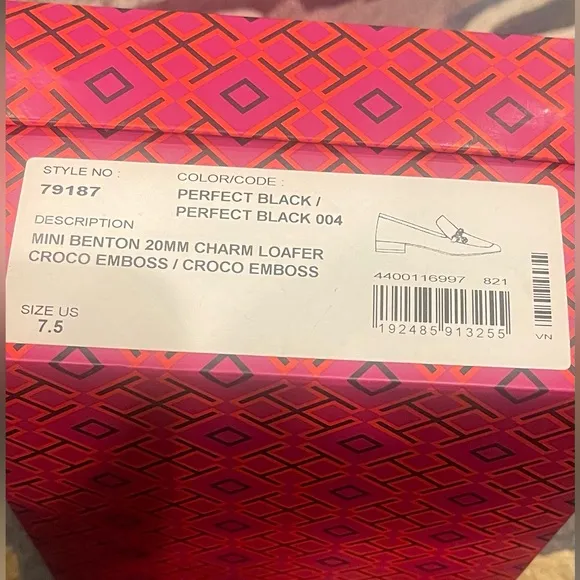 STYLE NO :
79187
COLOR/CODE :
PERFECT BLACK /
PERFECT BLACK 004
DESCRIPTION
MINI BENTON 20MM CHARM LOAFER
CROCO EMBOSS / CROCO EMBOSS
SIZE US
7.5
4400116997 821
192485 913255
VN